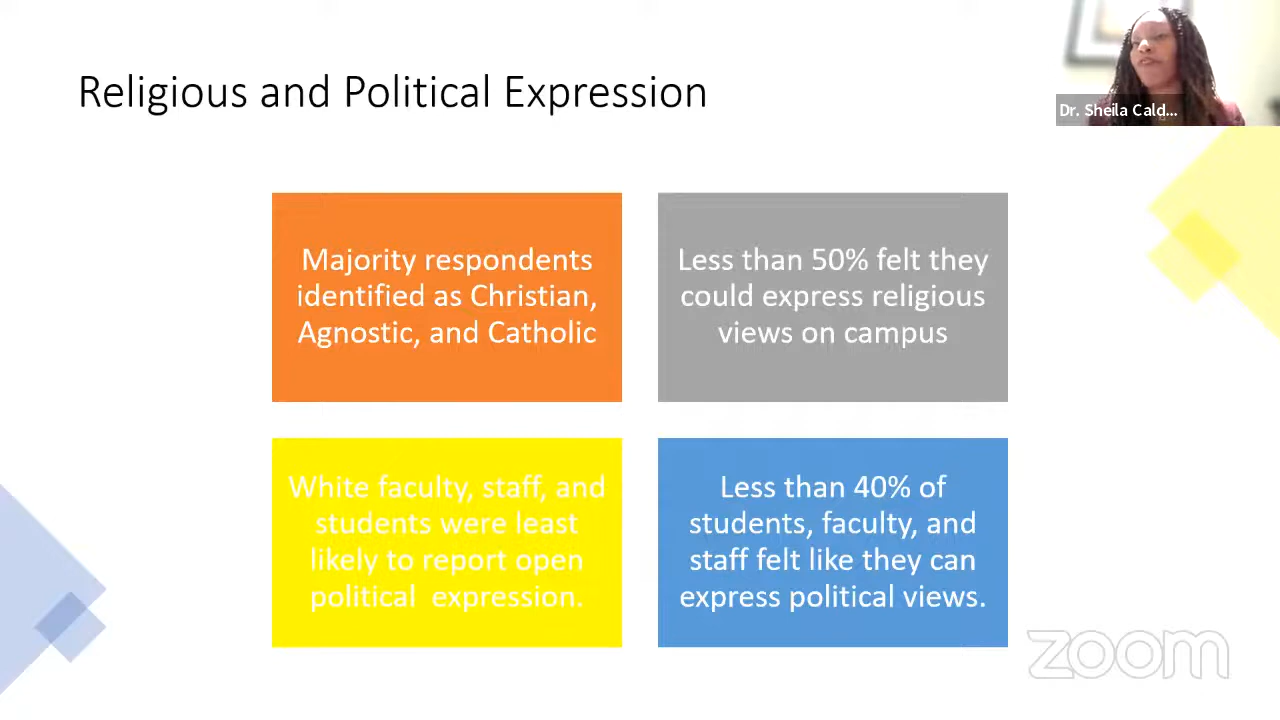 Religious and Political Expression
Dr. Sheila Cald...
Majority respondents
identified as Christian,
Agnostic, and Catholic
Less than 50% felt they
could express religious
views on campus
White faculty, staff, and
students were least
likely to report open
political expression.
Less than 40% of
students, faculty, and
staff felt like they can
express political views.
zoom